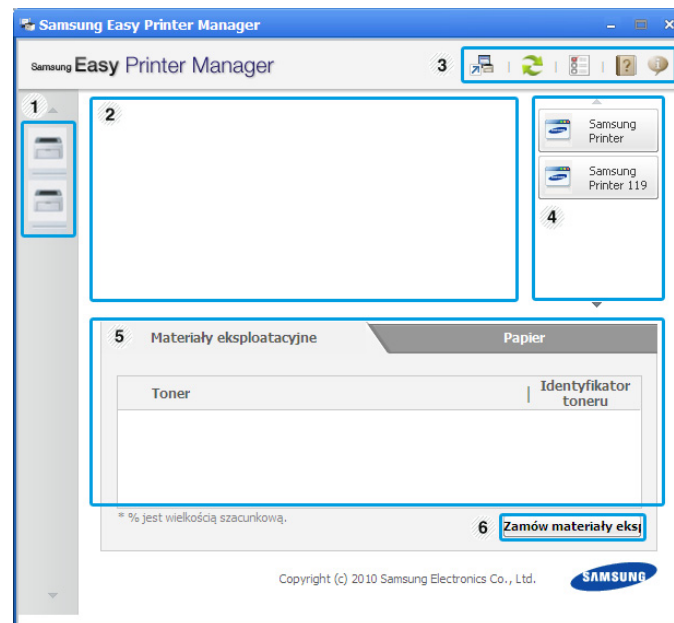 Samsung Easy Printer Manager
Samsung Easy Printer Manager
3
1
2
Samsung
Printer
Samsung
Printer 119
4
5 Materiały eksploatacyjne Papier
Toner | Identyfikator
toneru
* % jest wielkością szacunkową.
6 Zamów materiały eksp
Copyright (c) 2010 Samsung Electronics Co., Ltd. SAMSUNG